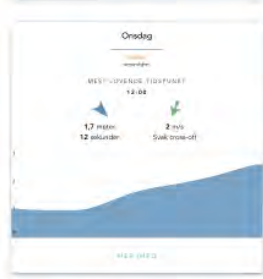 Onsdag
MEST LOVENDE TIDSPUNKT
12:00
1,7 meter
2 m/s
12 sekunder
Svak cross-off
MER INFO